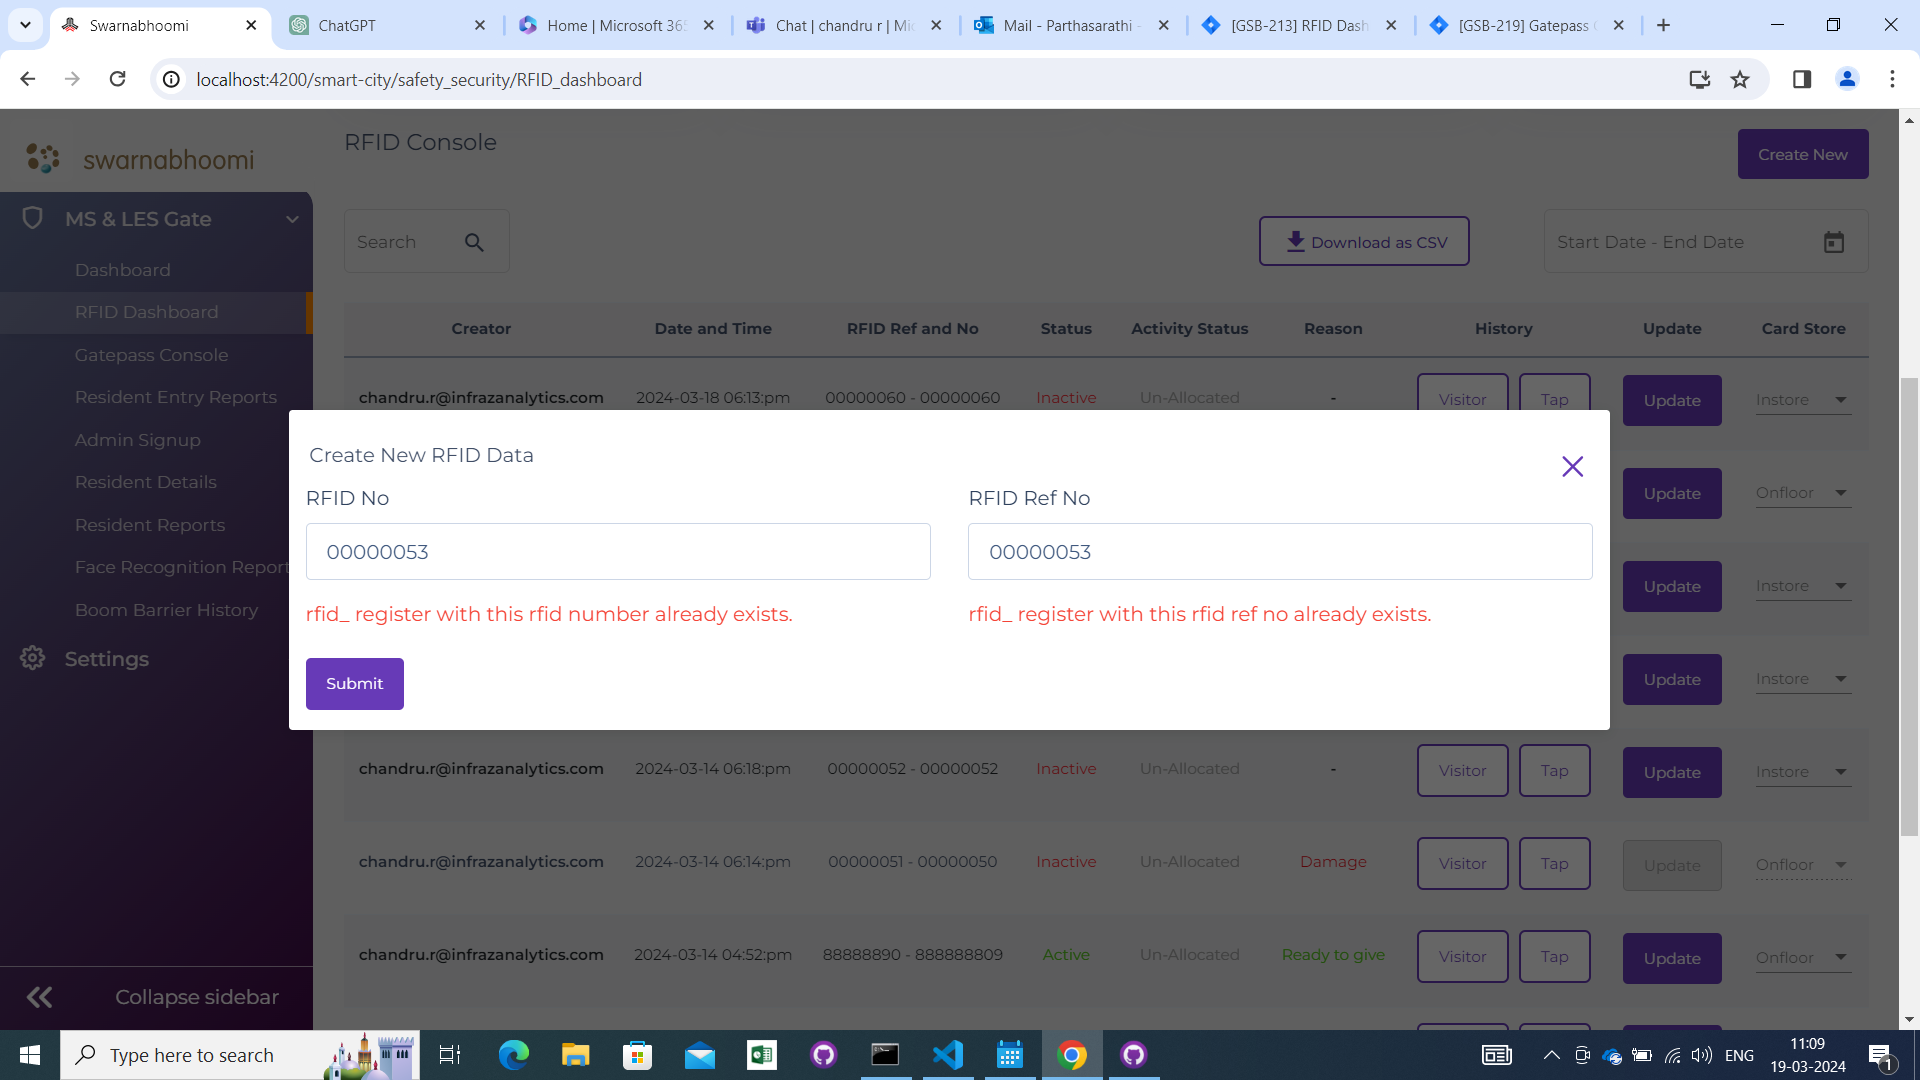 Swarnabhoomi
ChatGPT
Home | Microsoft 365
Chat | chandru r | Mic
Mail - Parthasarathi -
[GSB-213] RFID Dash
[GSB-219] Gatepass C
localhost:4200/smart-city/safety_security/RFID_dashboard
swarnabhoomi
RFID Console
Create New
MS & LES Gate
Search
Download as CSV
Start Date - End Date
Dashboard
RFID Dashboard
Gatepass Console
Resident Entry Reports
Admin Signup
Resident Details
Resident Reports
Face Recognition Report
Boom Barrier History
Settings
Collapse sidebar
Creator Date and Time RFID Ref and No Status Activity Status Reason History Update Card Store
chandru.r@infrazanalytics.com 2024-03-18 06:13:pm 00000060 - 00000060 Inactive Un-Allocated - Visitor Tap Update Instore
Create New RFID Data
RFID No RFID Ref No
00000053 00000053
rfid_ register with this rfid number already exists. rfid_ register with this rfid ref no already exists.
Submit
Update Onfloor
Update Instore
Update Instore
chandru.r@infrazanalytics.com 2024-03-14 06:18:pm 00000052 - 00000052 Inactive Un-Allocated - Visitor Tap Update Instore
chandru.r@infrazanalytics.com 2024-03-14 06:14:pm 00000051 - 00000050 Inactive Un-Allocated Damage Visitor Tap Update Onfloor
chandru.r@infrazanalytics.com 2024-03-14 04:52:pm 88888890 - 888888809 Active Un-Allocated Ready to give Visitor Tap Update Onfloor
Type here to search
ENG
11:09
19-03-2024
1